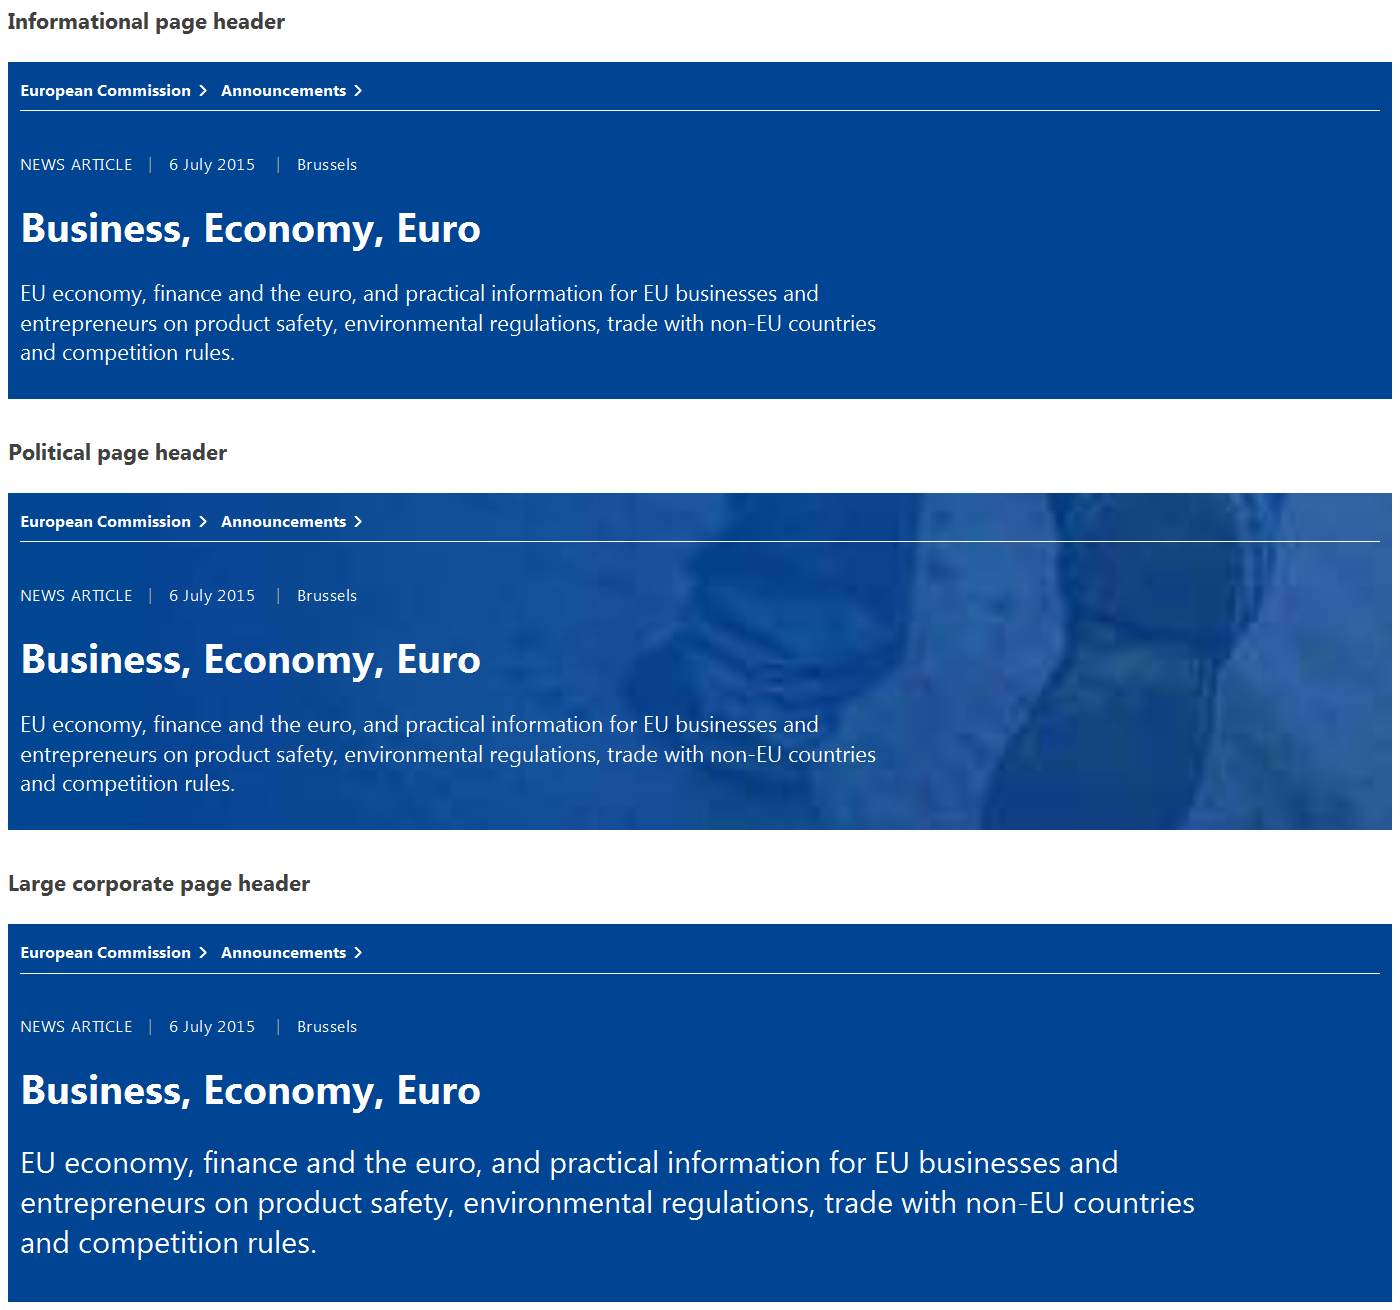 Informational page header
European Commission > Announcements >
NEWS ARTICLE | 6 July 2015 | Brussels
Business, Economy, Euro
EU economy, finance and the euro, and practical information for EU businesses and
entrepreneurs on product safety, environmental regulations, trade with non-EU countries
and competition rules.
Political page header
European Commission > Announcements >
NEWS ARTICLE | 6 July 2015 | Brussels
Business, Economy, Euro
EU economy, finance and the euro, and practical information for EU businesses and
entrepreneurs on product safety, environmental regulations, trade with non-EU countries
and competition rules.
Large corporate page header
European Commission > Announcements >
NEWS ARTICLE | 6 July 2015 | Brussels
Business, Economy, Euro
EU economy, finance and the euro, and practical information for EU businesses and
entrepreneurs on product safety, environmental regulations, trade with non-EU countries
and competition rules.